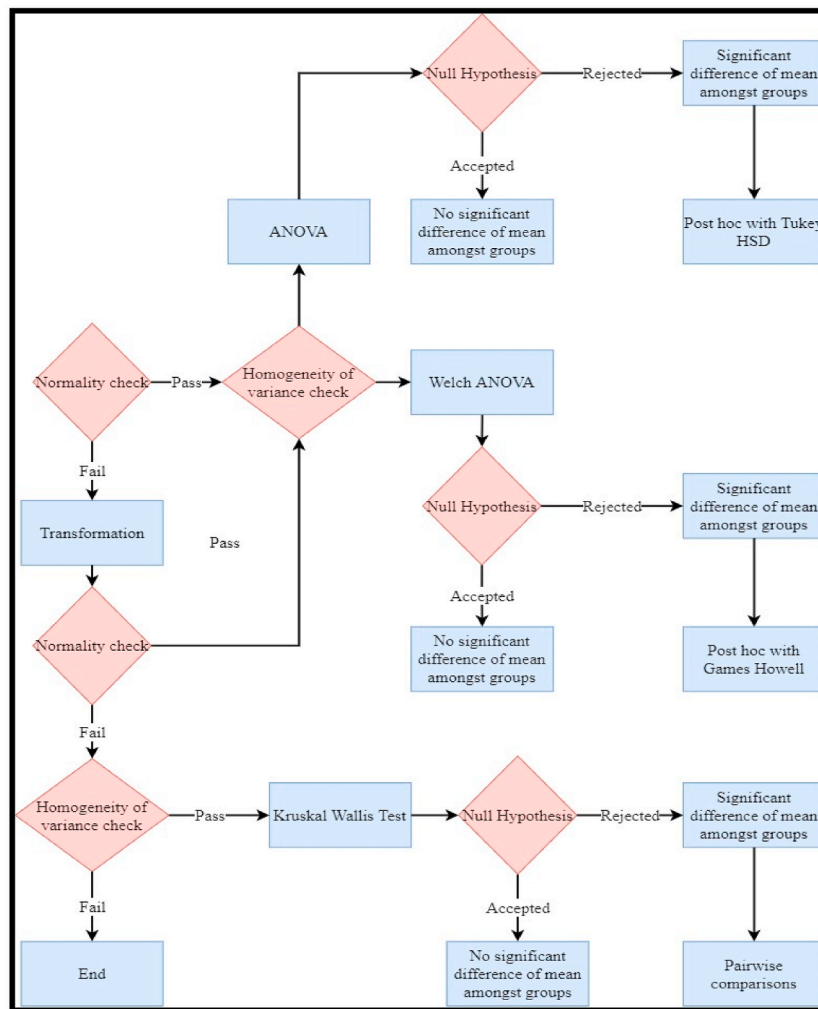 Null Hypothesis
Rejected
Significant
difference of mean
amongst groups
Accepted
ANOVA
No significant
difference of mean
amongst groups
Post hoc with Tukey
HSD
Normality check
Pass
Homogeneity of
variance check
Welch ANOVA
Fail
Transformation
Pass
Null Hypothesis
Rejected
Significant
difference of mean
amongst groups
Accepted
Normality check
No significant
difference of mean
amongst groups
Post hoc with
Games Howell
Fail
Homogeneity of
variance check
Pass
Kruskal Wallis Test
Null Hypothesis
Rejected
Significant
difference of mean
amongst groups
Fail
Accepted
End
No significant
difference of mean
amongst groups
Pairwise
comparisons